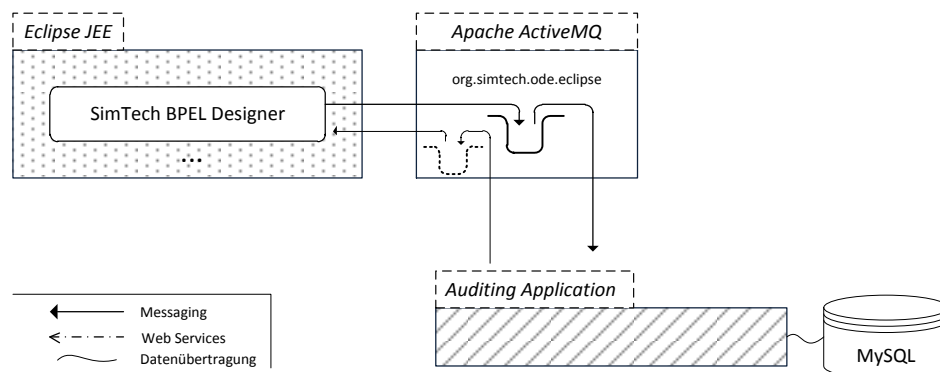 Eclipse JEE
Apache ActiveMQ
org.simtech.ode.eclipse
SimTech BPEL Designer
...
Auditing Application
Messaging
Web Services
Datenübertragung
MySQL